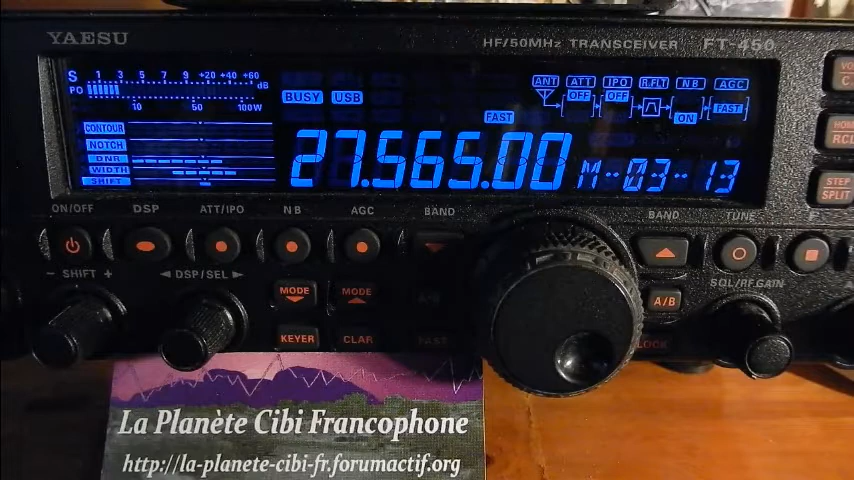 YAESU
HF/50MHz TRANSCEIVER FT-450
S 1 3 5 7 9 +20 +40 +60 dB
PO 10 50 100W
BUSY USB
ANT ATT IPO R.FLT NB AGC
OFF OFF ON FAST
FAST
CONTOUR
NOTCH
DNR
WIDTH
SHIFT
27.565.00
M-03-13
ON/OFF DSP ATT/IPO NB AGC BAND
BAND TUNE
HOME
RCL
STEP
SPLIT
− SHIFT + ◄ DSP/SEL ►
MODE MODE A/B
KEYER CLAR FAST
A/B
LOCK
SQL/RF GAIN
La Planète Cibi Francophone
http://la-planete-cibi-fr.forumactif.org